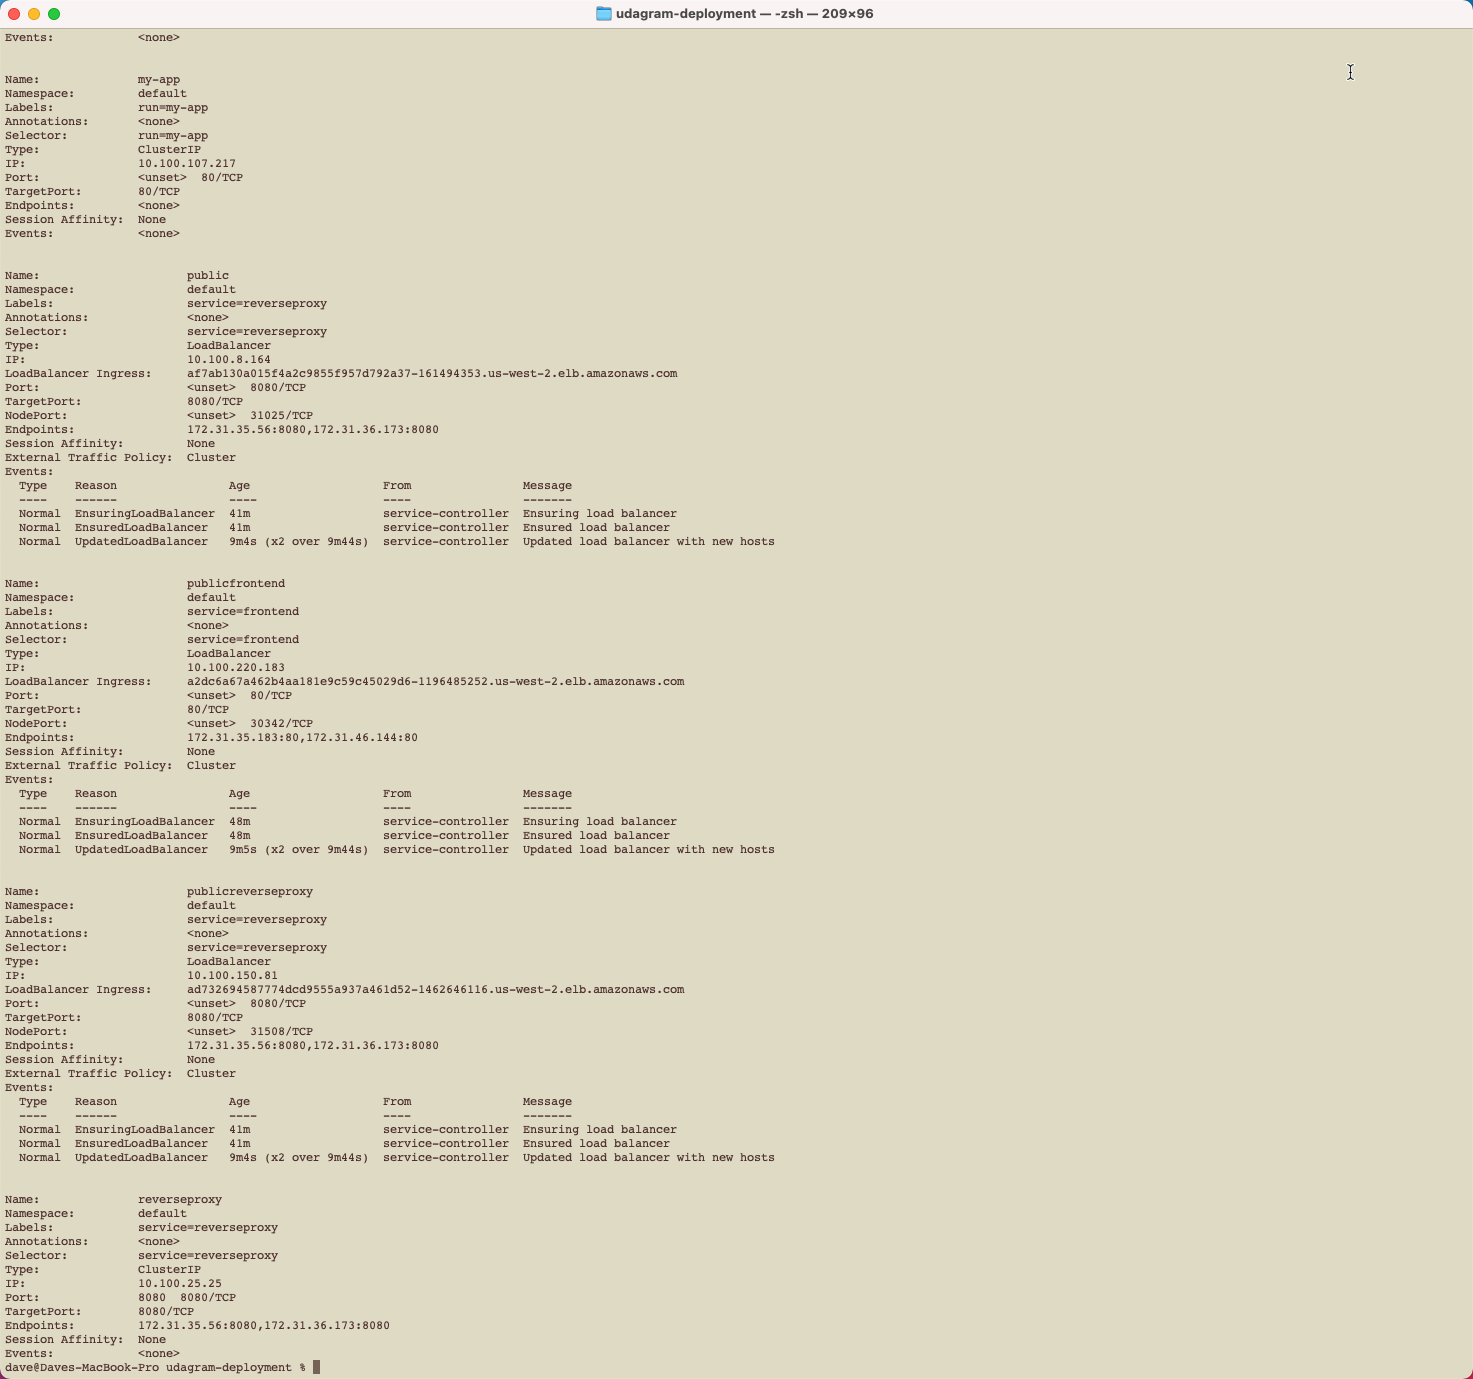 udagram-deployment — -zsh — 209×96
Events:            <none>
Name:              my-app
Namespace:         default
Labels:            run=my-app
Annotations:       <none>
Selector:          run=my-app
Type:              ClusterIP
IP:                10.100.107.217
Port:              <unset>  80/TCP
TargetPort:        80/TCP
Endpoints:         <none>
Session Affinity:  None
Events:            <none>
Name:                     public
Namespace:                default
Labels:                   service=reverseproxy
Annotations:              <none>
Selector:                 service=reverseproxy
Type:                     LoadBalancer
IP:                       10.100.8.164
LoadBalancer Ingress:     af7ab130a015f4a2c9855f957d792a37-161494353.us-west-2.elb.amazonaws.com
Port:                     <unset>  8080/TCP
TargetPort:               8080/TCP
NodePort:                 <unset>  31025/TCP
Endpoints:                172.31.35.56:8080,172.31.36.173:8080
Session Affinity:         None
External Traffic Policy:  Cluster
Events:
  Type    Reason                Age                   From                Message
  ----    ------                ----                  ----                -------
  Normal  EnsuringLoadBalancer  41m                   service-controller  Ensuring load balancer
  Normal  EnsuredLoadBalancer   41m                   service-controller  Ensured load balancer
  Normal  UpdatedLoadBalancer   9m4s (x2 over 9m44s)  service-controller  Updated load balancer with new hosts
Name:                     publicfrontend
Namespace:                default
Labels:                   service=frontend
Annotations:              <none>
Selector:                 service=frontend
Type:                     LoadBalancer
IP:                       10.100.220.183
LoadBalancer Ingress:     a2dc6a67a462b4aa181e9c59c45029d6-1196485252.us-west-2.elb.amazonaws.com
Port:                     <unset>  80/TCP
TargetPort:               80/TCP
NodePort:                 <unset>  30342/TCP
Endpoints:                172.31.35.183:80,172.31.46.144:80
Session Affinity:         None
External Traffic Policy:  Cluster
Events:
  Type    Reason                Age                   From                Message
  ----    ------                ----                  ----                -------
  Normal  EnsuringLoadBalancer  48m                   service-controller  Ensuring load balancer
  Normal  EnsuredLoadBalancer   48m                   service-controller  Ensured load balancer
  Normal  UpdatedLoadBalancer   9m5s (x2 over 9m44s)  service-controller  Updated load balancer with new hosts
Name:                     publicreverseproxy
Namespace:                default
Labels:                   service=reverseproxy
Annotations:              <none>
Selector:                 service=reverseproxy
Type:                     LoadBalancer
IP:                       10.100.150.81
LoadBalancer Ingress:     ad732694587774dcd9555a937a461d52-1462646116.us-west-2.elb.amazonaws.com
Port:                     <unset>  8080/TCP
TargetPort:               8080/TCP
NodePort:                 <unset>  31508/TCP
Endpoints:                172.31.35.56:8080,172.31.36.173:8080
Session Affinity:         None
External Traffic Policy:  Cluster
Events:
  Type    Reason                Age                   From                Message
  ----    ------                ----                  ----                -------
  Normal  EnsuringLoadBalancer  41m                   service-controller  Ensuring load balancer
  Normal  EnsuredLoadBalancer   41m                   service-controller  Ensured load balancer
  Normal  UpdatedLoadBalancer   9m4s (x2 over 9m44s)  service-controller  Updated load balancer with new hosts
Name:              reverseproxy
Namespace:         default
Labels:            service=reverseproxy
Annotations:       <none>
Selector:          service=reverseproxy
Type:              ClusterIP
IP:                10.100.25.25
Port:              8080  8080/TCP
TargetPort:        8080/TCP
Endpoints:         172.31.35.56:8080,172.31.36.173:8080
Session Affinity:  None
Events:            <none>
dave@Daves-MacBook-Pro udagram-deployment %